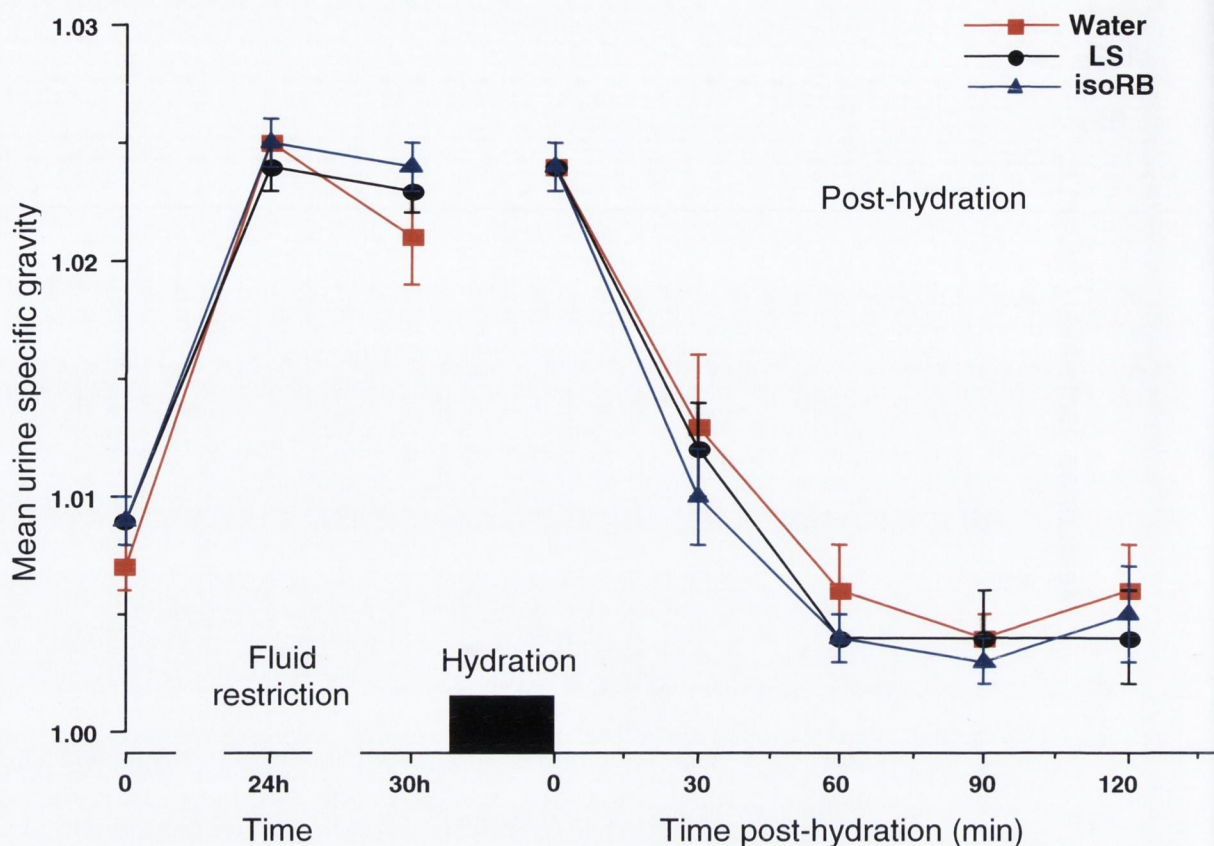 1.03
Water
LS
isoRB
Post-hydration
1.02
Mean urine specific gravity
1.01
Fluid
restriction
Hydration
1.00
0 24h 30h 0 30 60 90 120
Time Time post-hydration (min)